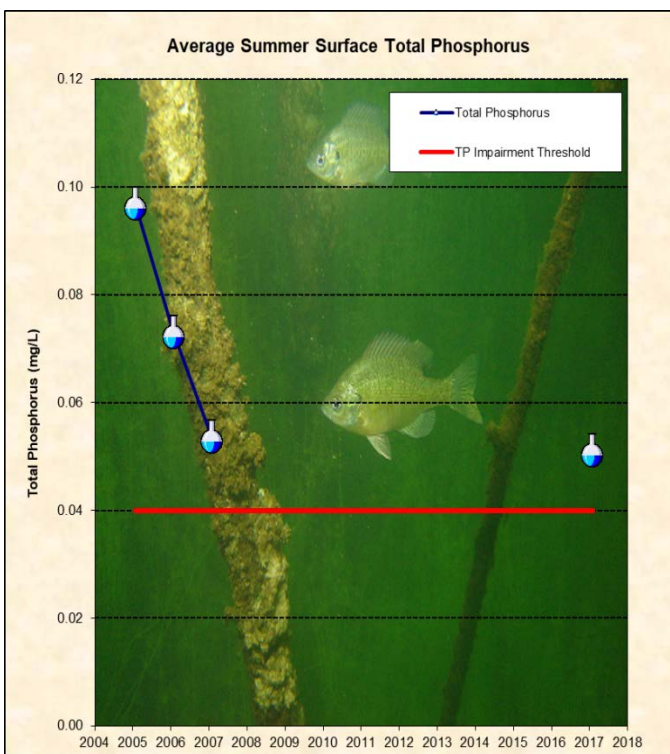 Average Summer Surface Total Phosphorus
0.12
0.10
0.08
0.06
0.04
0.02
0.00
Total Phosphorus (mg/L)
Total Phosphorus
TP Impairment Threshold
2004 2005 2006 2007 2008 2009 2010 2011 2012 2013 2014 2015 2016 2017 2018